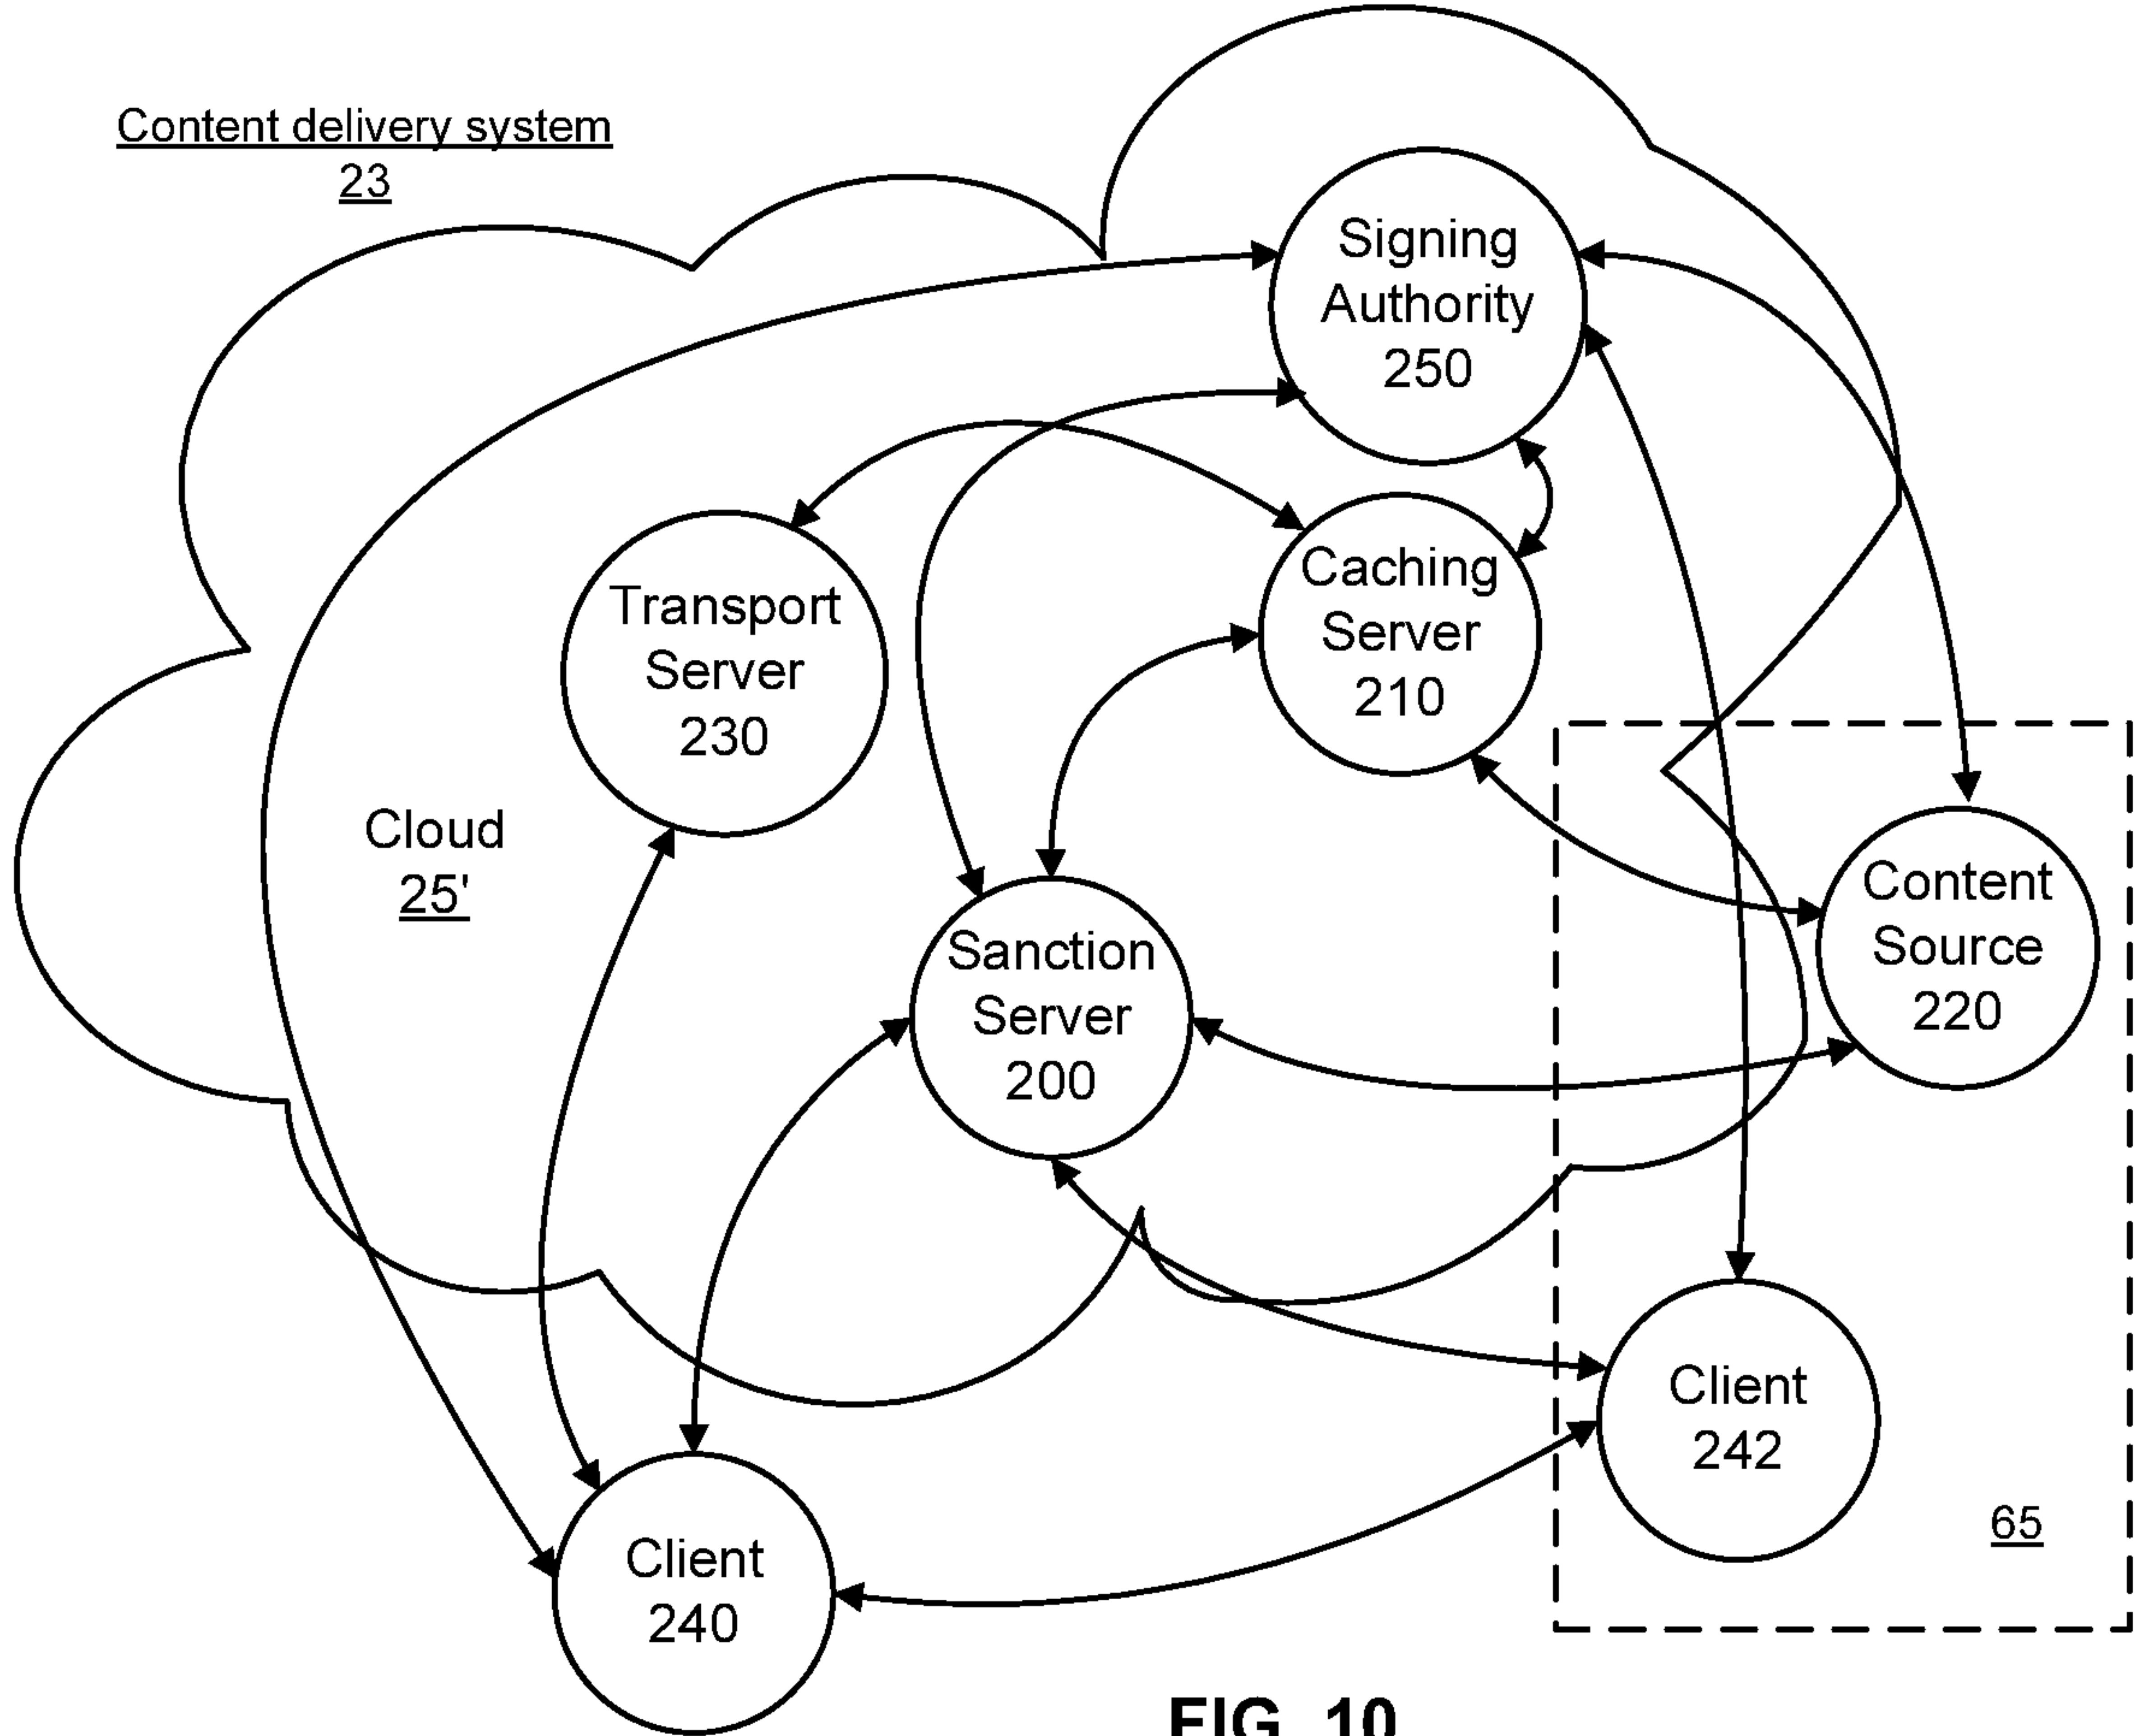 Content delivery system
23
Signing
Authority
250
Caching
Server
210
Transport
Server
230
Cloud
25'
Content
Source
220
Sanction
Server
200
Client
242
65
Client
240
FIG. 10